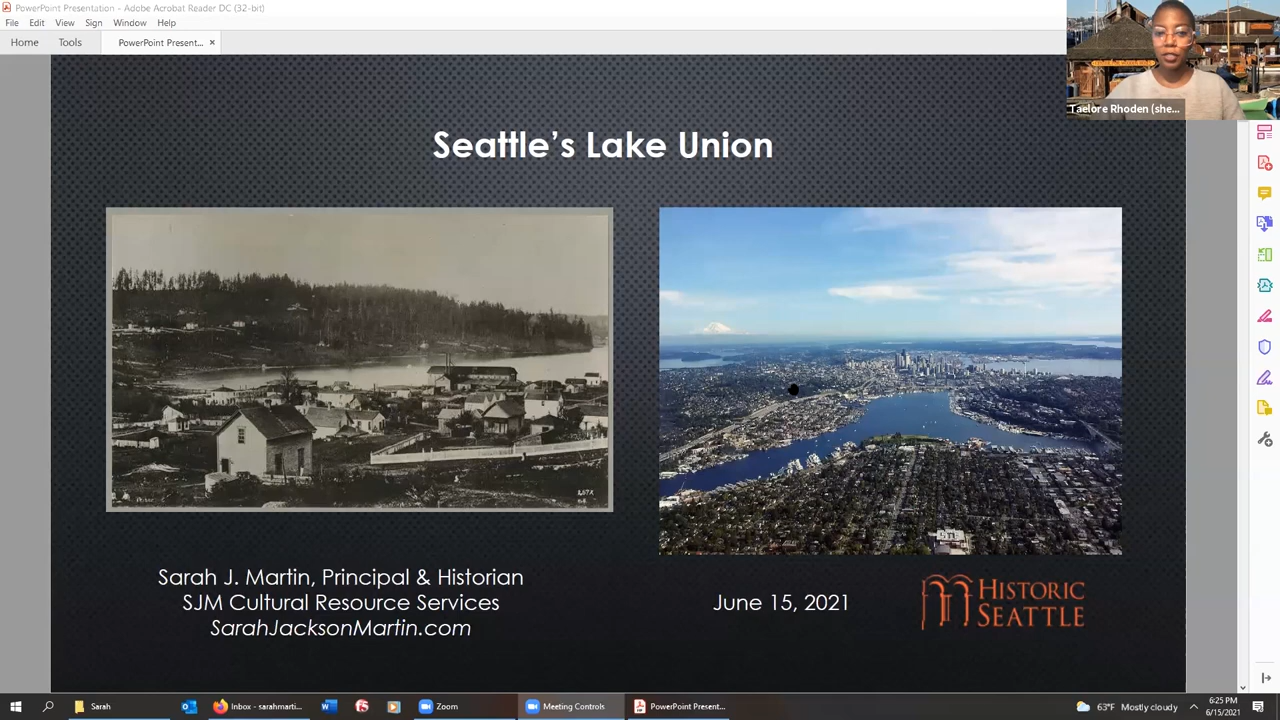 PowerPoint Presentation - Adobe Acrobat Reader DC (32-bit)
File Edit View Sign Window Help
Home Tools PowerPoint Present... ×
Taelore Rhoden (she...
Seattle's Lake Union
Sarah J. Martin, Principal & Historian
SJM Cultural Resource Services
SarahJacksonMartin.com
June 15, 2021
HISTORIC
SEATTLE
Sarah
Inbox - sarahmarti...
Zoom
Meeting Controls
PowerPoint Present...
63°F Mostly cloudy
6:25 PM
6/15/2021